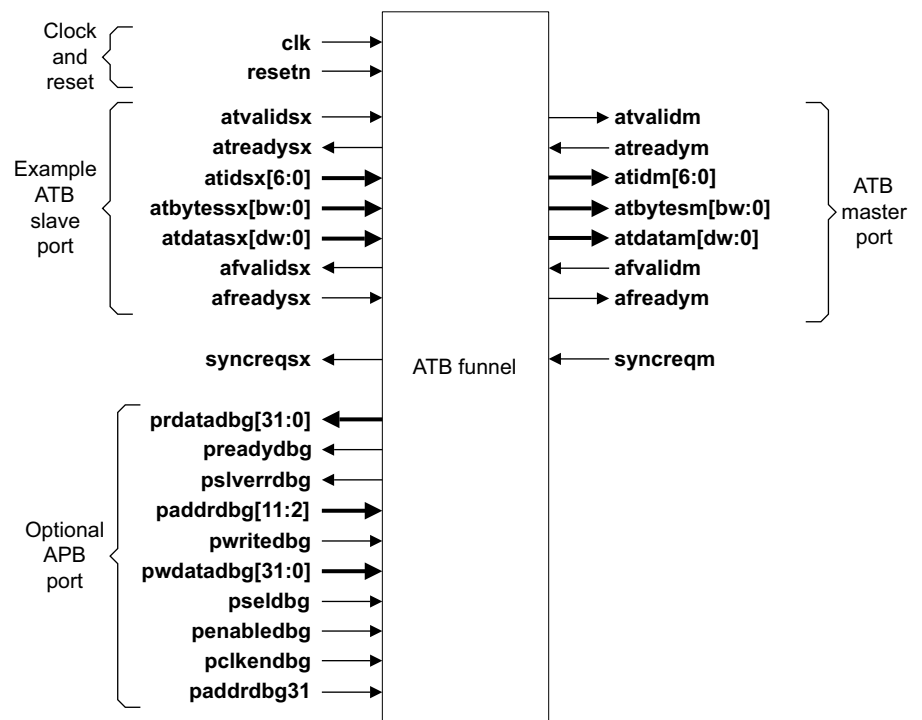 Clock
and
reset
clk
resetn
Example
ATB
slave
port
atvalidsx
atreadysx
atidsx[6:0]
atbytessx[bw:0]
atdatasx[dw:0]
afvalidsx
afreadysx
syncreqsx
Optional
APB
port
prdatadbg[31:0]
preadydbg
pslverrdbg
paddrdbg[11:2]
pwritedbg
pwdatadbg[31:0]
pseldbg
penabledbg
pclkendbg
paddrdbg31
ATB funnel
atvalidm
atreadym
atidm[6:0]
atbytesm[bw:0]
atdatam[dw:0]
afvalidm
afreadym
syncreqm
ATB
master
port